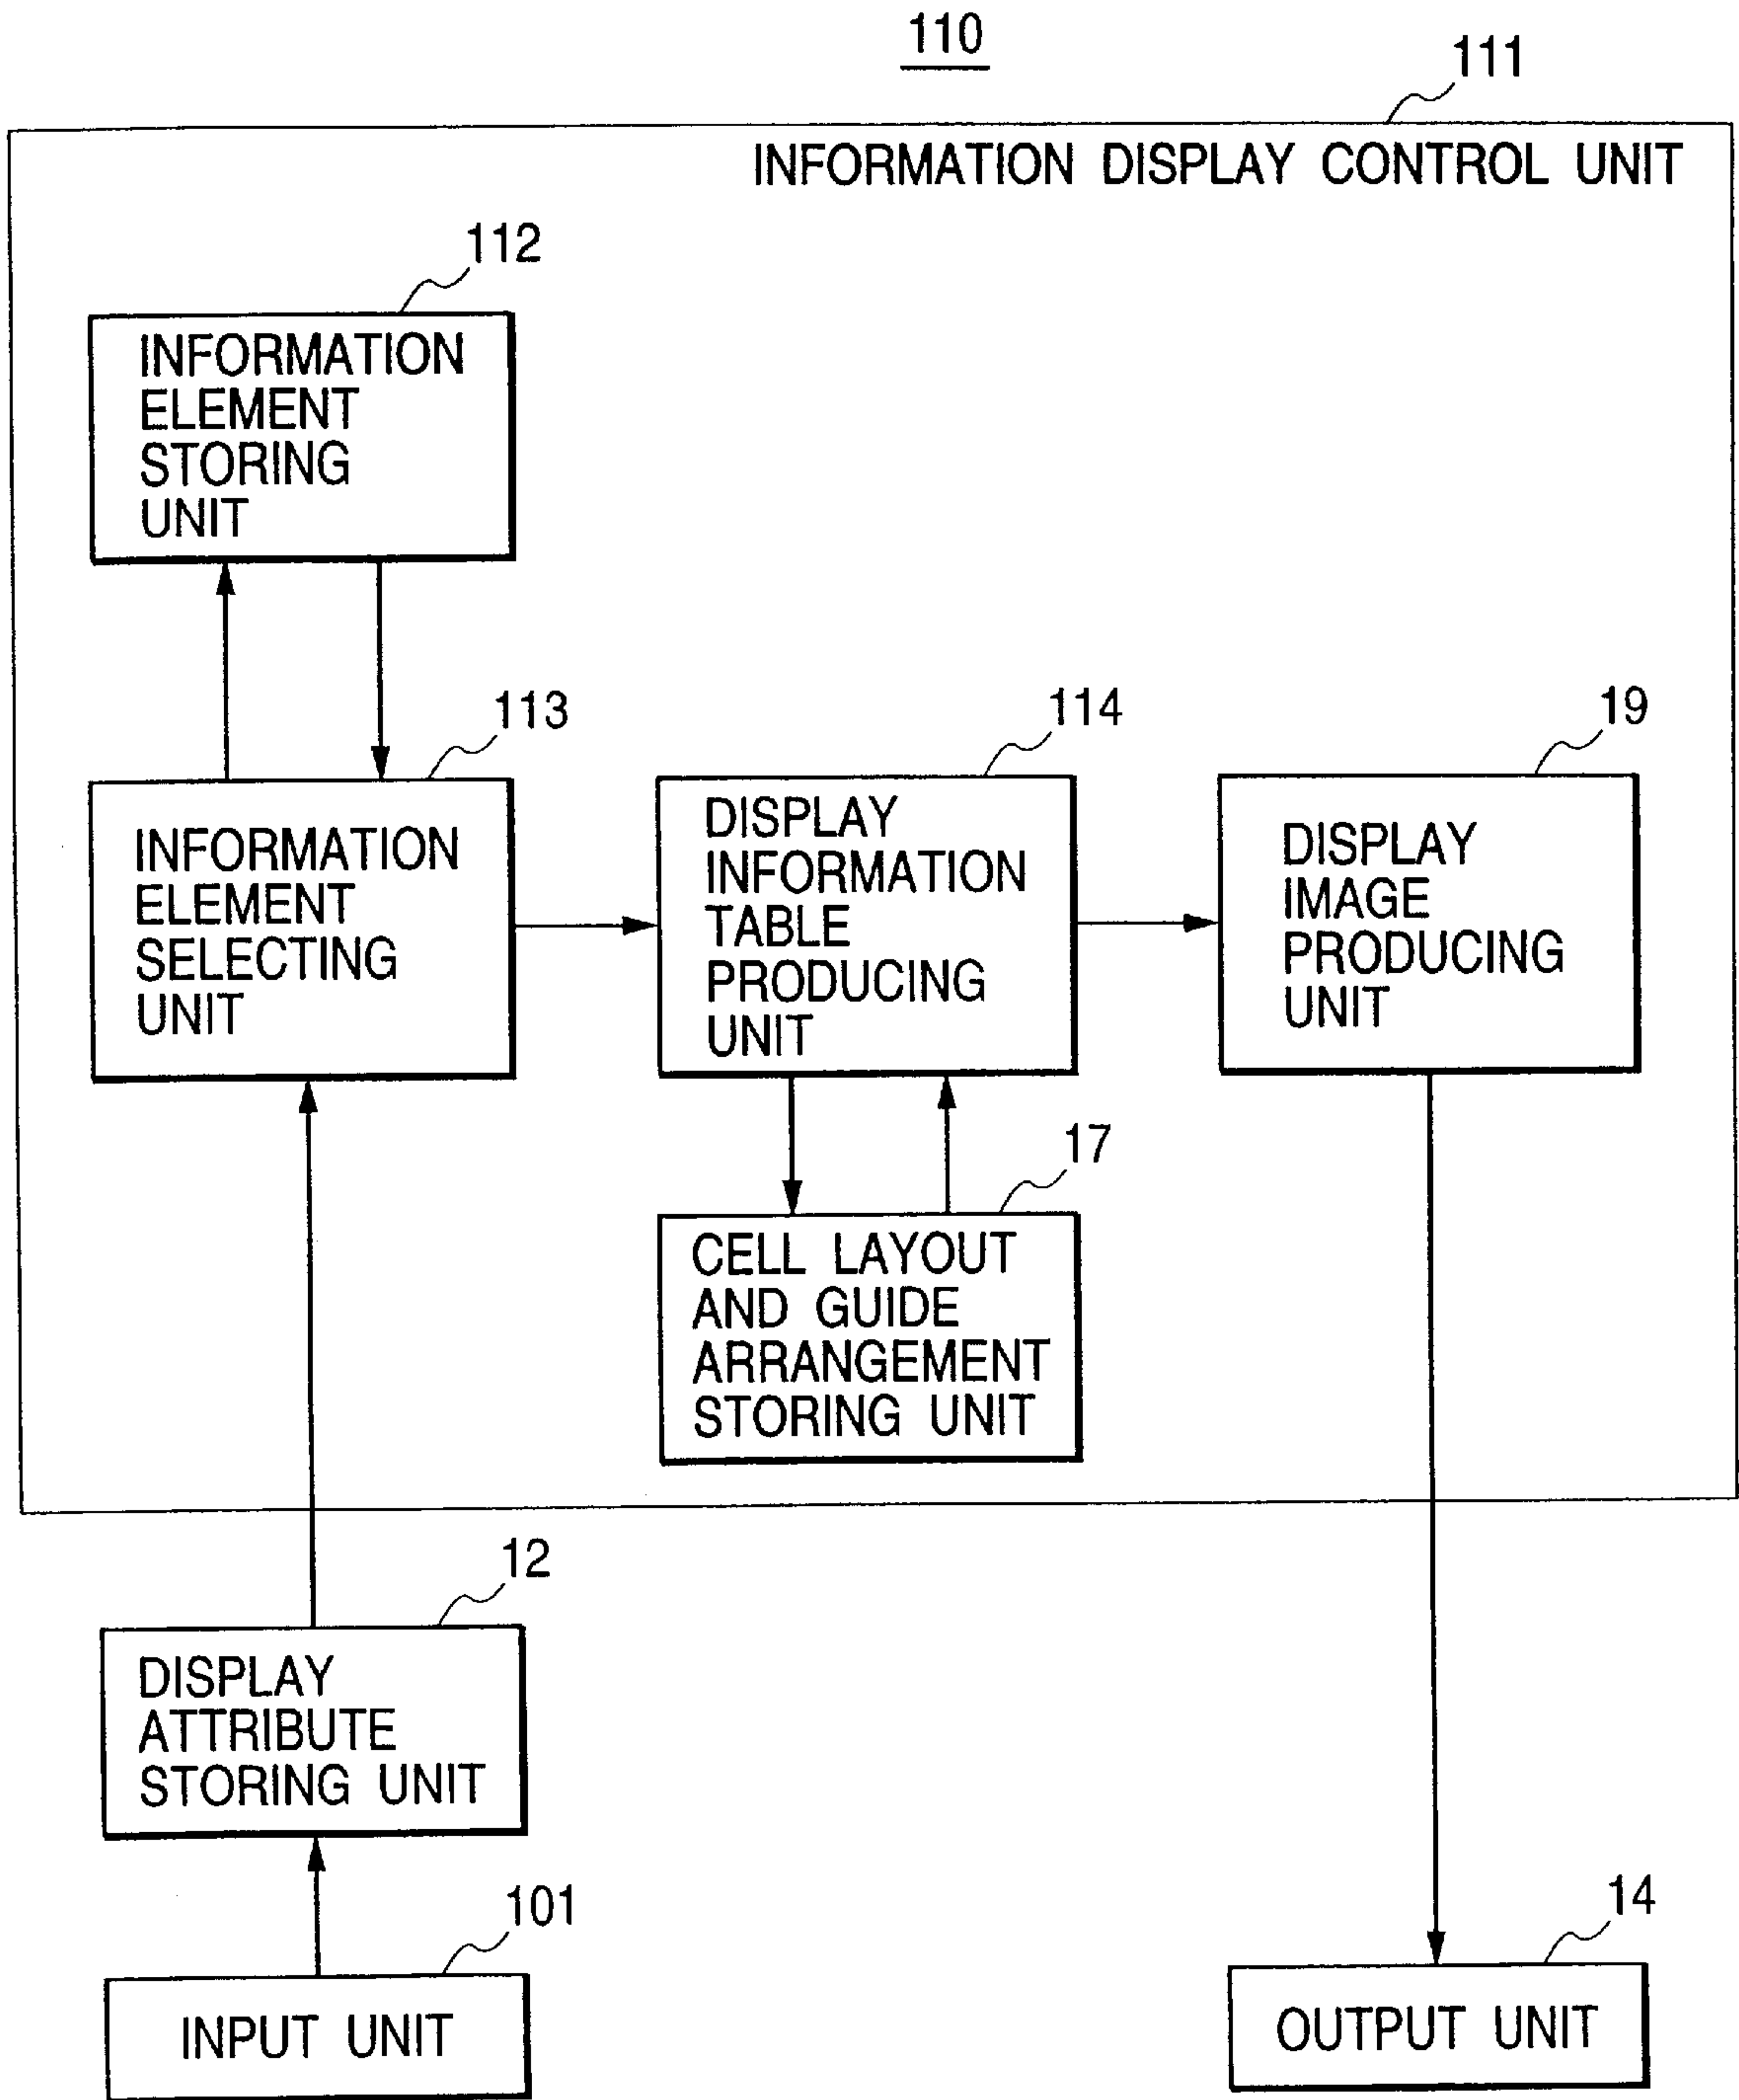 110
111
INFORMATION DISPLAY CONTROL UNIT
112
INFORMATION
ELEMENT
STORING
UNIT
113
INFORMATION
ELEMENT
SELECTING
UNIT
114
DISPLAY
INFORMATION
TABLE
PRODUCING
UNIT
19
DISPLAY
IMAGE
PRODUCING
UNIT
17
CELL LAYOUT
AND GUIDE
ARRANGEMENT
STORING UNIT
12
DISPLAY
ATTRIBUTE
STORING UNIT
101
INPUT UNIT
14
OUTPUT UNIT